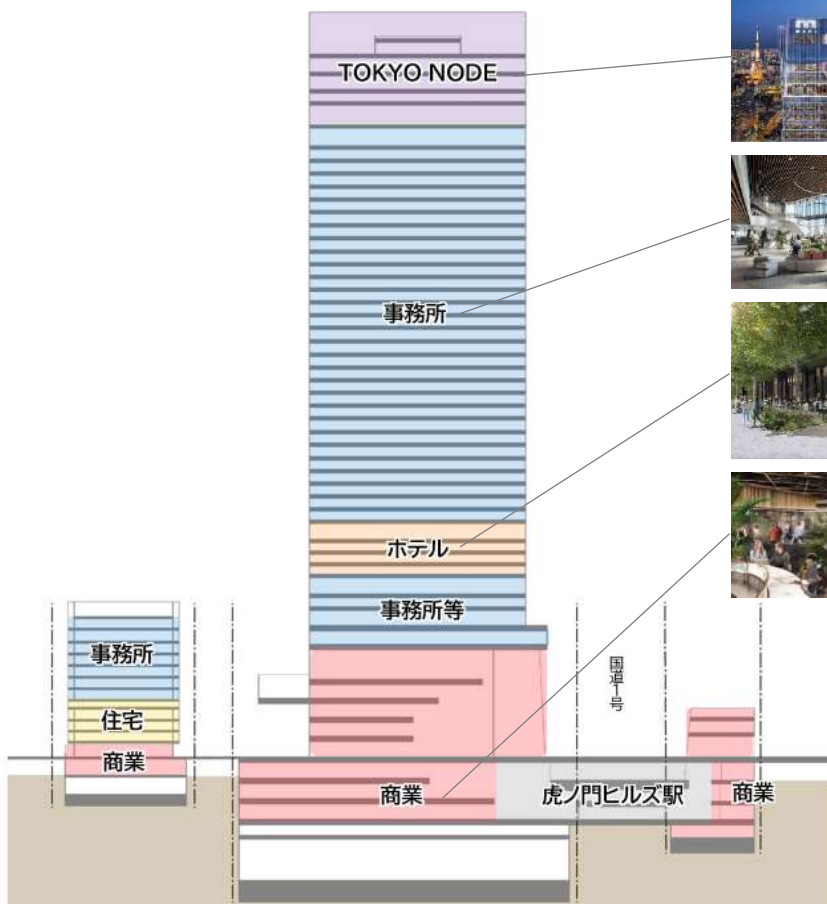 TOKYO NODE
事務所
ホテル
事務所等
事務所
住宅
商業
国道1号
商業
虎ノ門ヒルズ駅
商業